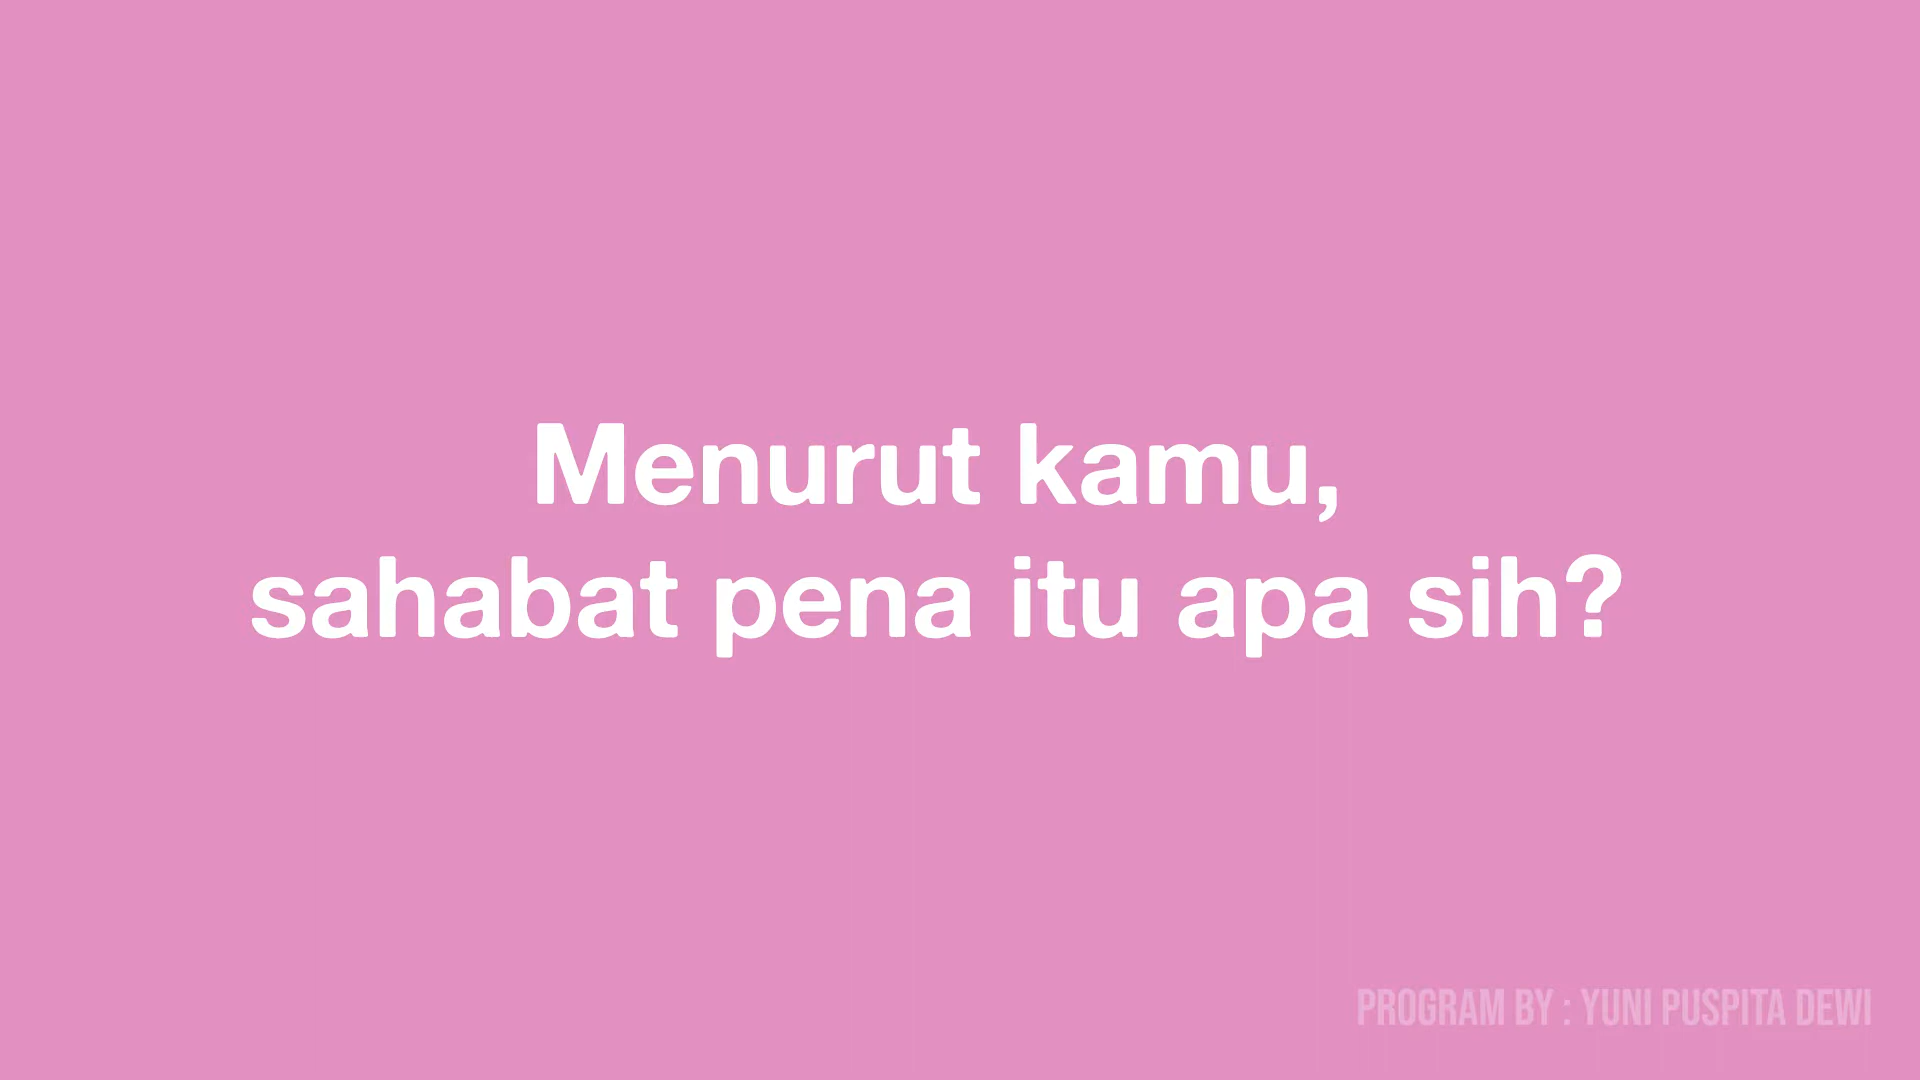 Menurut kamu,
sahabat pena itu apa sih?
PROGRAM BY : YUNI PUSPITA DEWI